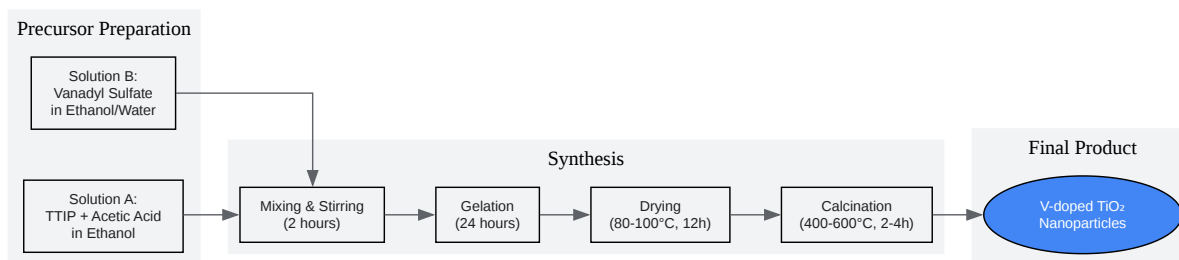 Precursor Preparation
Solution B:
Vanadyl Sulfate
in Ethanol/Water
Solution A:
TTIP + Acetic Acid
in Ethanol
Synthesis
Mixing & Stirring
(2 hours)
Gelation
(24 hours)
Drying
(80-100°C, 12h)
Calcination
(400-600°C, 2-4h)
Final Product
V-doped TiO₂
Nanoparticles